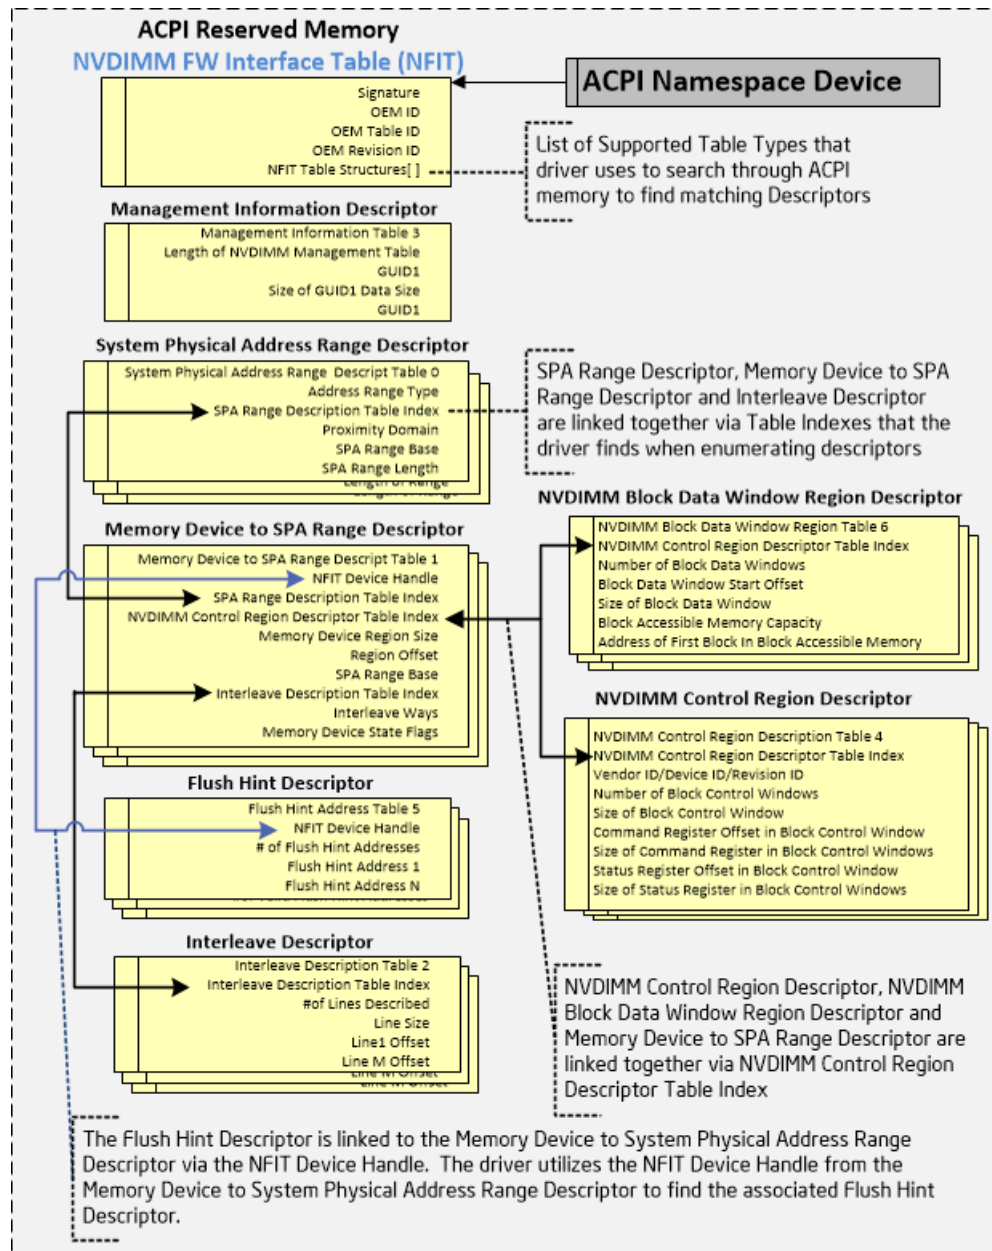 ACPI Reserved Memory
NVDIMM FW Interface Table (NFIT)
Signature
OEM ID
OEM Table ID
OEM Revision ID
NFIT Table Structures[ ]
ACPI Namespace Device
List of Supported Table Types that
driver uses to search through ACPI
memory to find matching Descriptors
Management Information Descriptor
Management Information Table 3
Length of NVDIMM Management Table
GUID1
Size of GUID1 Data Size
GUID1
System Physical Address Range Descriptor
System Physical Address Range  Descript Table 0
Address Range Type
SPA Range Description Table Index
Proximity Domain
SPA Range Base
SPA Range Length
Length of Range
Length of Range
SPA Range Descriptor, Memory Device to SPA
Range Descriptor and Interleave Descriptor
are linked together via Table Indexes that the
driver finds when enumerating descriptors
Memory Device to SPA Range Descriptor
Memory Device to SPA Range Descript Table 1
NFIT Device Handle
SPA Range Description Table Index
NVDIMM Control Region Descriptor Table Index
Memory Device Region Size
Region Offset
SPA Range Base
Interleave Description Table Index
Interleave Ways
Memory Device State Flags
NVDIMM Block Data Window Region Descriptor
NVDIMM Block Data Window Region Table 6
NVDIMM Control Region Descriptor Table Index
Number of Block Data Windows
Block Data Window Start Offset
Size of Block Data Window
Block Accessible Memory Capacity
Address of First Block In Block Accessible Memory
NVDIMM Control Region Descriptor
NVDIMM Control Region Description Table 4
NVDIMM Control Region Descriptor Table Index
Vendor ID/Device ID/Revision ID
Number of Block Control Windows
Size of Block Control Window
Command Register Offset in Block Control Window
Size of Command Register in Block Control Windows
Status Register Offset in Block Control Window
Size of Status Register in Block Control Windows
Flush Hint Descriptor
Flush Hint Address Table 5
NFIT Device Handle
# of Flush Hint Addresses
Flush Hint Address 1
Flush Hint Address N
Interleave Descriptor
Interleave Description Table 2
Interleave Description Table Index
#of Lines Described
Line Size
Line1 Offset
Line M Offset
Line M Offset
Line M Offset
NVDIMM Control Region Descriptor, NVDIMM
Block Data Window Region Descriptor and
Memory Device to SPA Range Descriptor are
linked together via NVDIMM Control Region
Descriptor Table Index
The Flush Hint Descriptor is linked to the Memory Device to System Physical Address Range
Descriptor via the NFIT Device Handle.  The driver utilizes the NFIT Device Handle from the
Memory Device to System Physical Address Range Descriptor to find the associated Flush Hint
Descriptor.